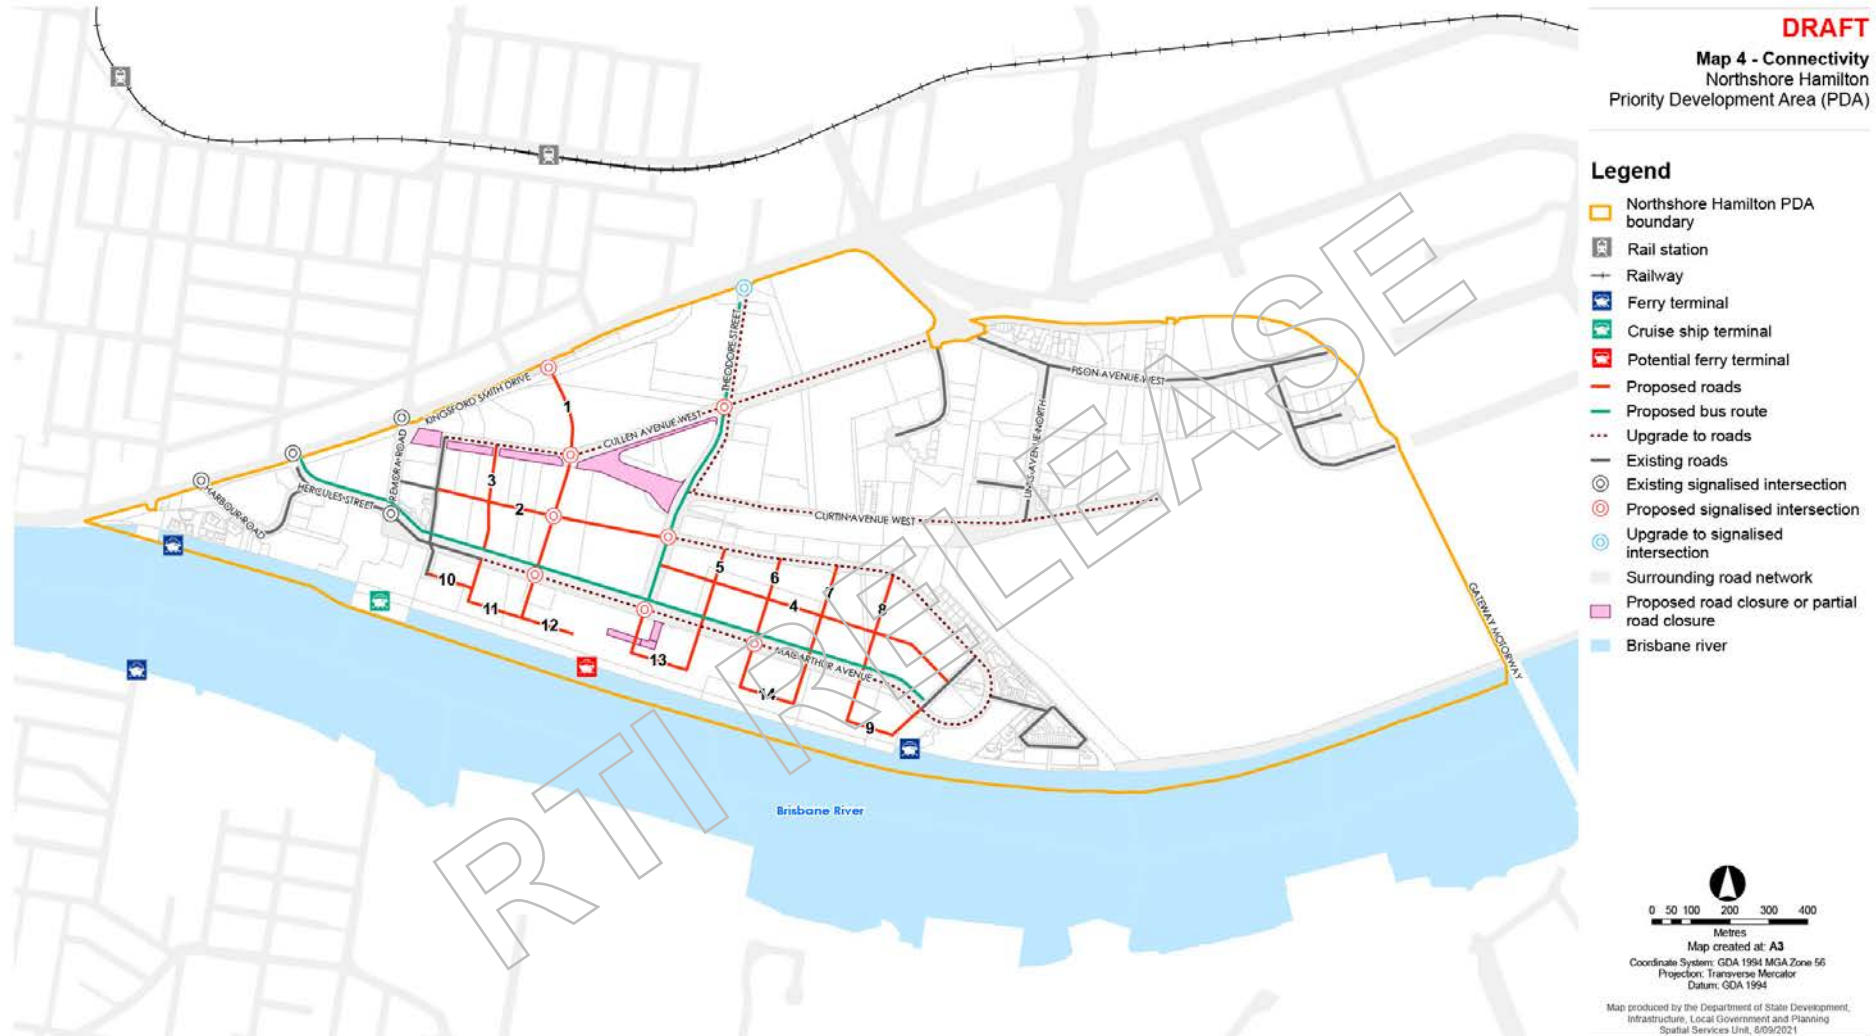 DRAFT
Map 4 - Connectivity
Northshore Hamilton
Priority Development Area (PDA)
Legend
Northshore Hamilton PDA
boundary
Rail station
Railway
Ferry terminal
Cruise ship terminal
Potential ferry terminal
Proposed roads
Proposed bus route
Upgrade to roads
Existing roads
Existing signalised intersection
Proposed signalised intersection
Upgrade to signalised
intersection
Surrounding road network
Proposed road closure or partial
road closure
Brisbane river
KINGSFORD SMITH DRIVE
THEODORE STREET
CULLEN AVENUE WEST
REMORA ROAD
HERCULES STREET
HARBOUR ROAD
FISON AVENUE WEST
CURTIN AVENUE WEST
MACARTHUR AVENUE
GATEWAY MOTORWAY
1
2
3
4
5
6
7
8
9
10
11
12
13
14
Brisbane River
RTI RELEASE
0 50 100 200 300 400
Metres
Map created at: A3
Coordinate System: GDA 1994 MGA Zone 56
Projection: Transverse Mercator
Datum: GDA 1994
Map produced by the Department of State Development,
Infrastructure, Local Government and Planning
Spatial Services Unit, 8/09/2021